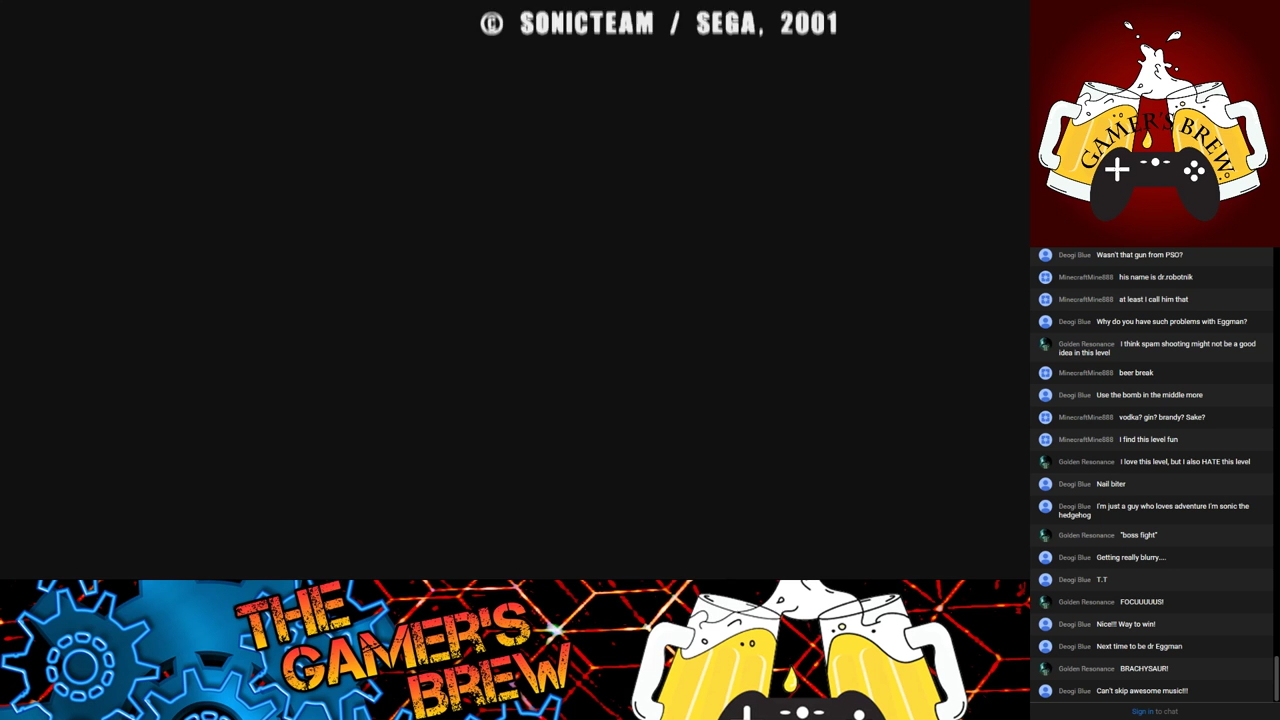 © SONICTEAM / SEGA, 2001
GAMER'S BREW
Deogi Blue Wasn't that gun from PSO?
MinecraftMine888 his name is dr.robotnik
MinecraftMine888 at least I call him that
Deogi Blue Why do you have such problems with Eggman?
Golden Resonance I think spam shooting might not be a good
idea in this level
MinecraftMine888 beer break
Deogi Blue Use the bomb in the middle more
MinecraftMine888 vodka? gin? brandy? Sake?
MinecraftMine888 I find this level fun
Golden Resonance I love this level, but I also HATE this level
Deogi Blue Nail biter
Deogi Blue I'm just a guy who loves adventure I'm sonic the
hedgehog
Golden Resonance "boss fight"
Deogi Blue Getting really blurry....
Deogi Blue T.T
Golden Resonance FOCUUUUUS!
Deogi Blue Nice!!! Way to win!
Deogi Blue Next time to be dr Eggman
Golden Resonance BRACHYSAUR!
Deogi Blue Can't skip awesome music!!!
Sign in to chat
THE
GAMER'S
BREW